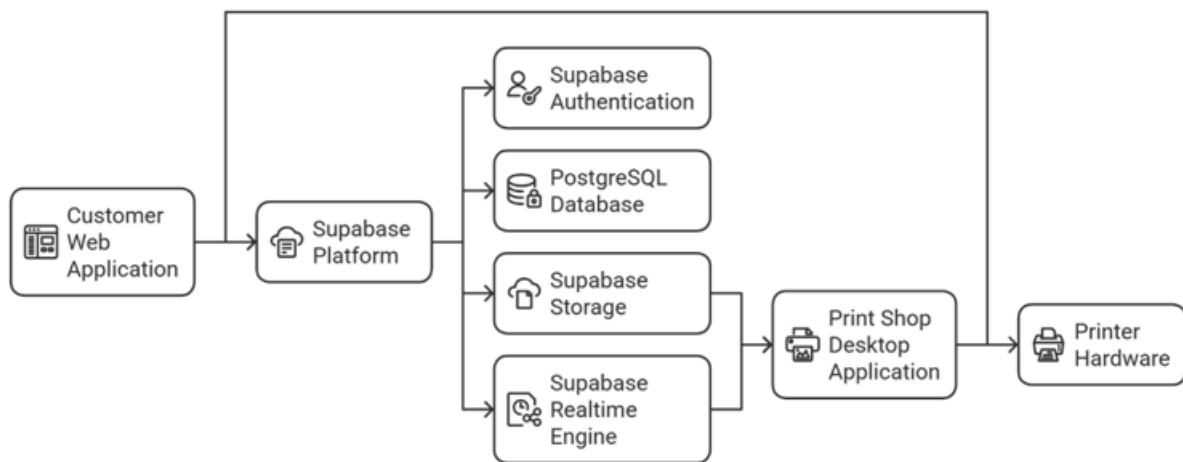 Supabase
Authentication
PostgreSQL
Database
Customer
Web
Application
Supabase
Platform
Supabase
Storage
Print Shop
Desktop
Application
Printer
Hardware
Supabase
Realtime
Engine